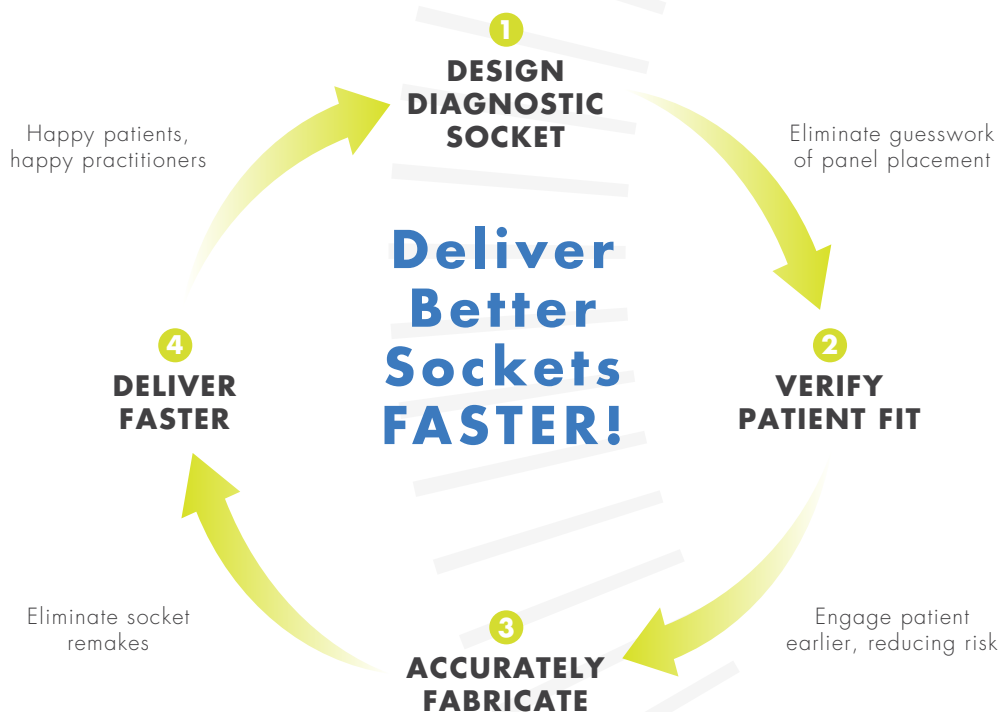 1
DESIGN
DIAGNOSTIC
SOCKET
Eliminate guesswork
of panel placement
2
VERIFY
PATIENT FIT
Engage patient
earlier, reducing risk
3
ACCURATELY
FABRICATE
Eliminate socket
remakes
4
DELIVER
FASTER
Happy patients,
happy practitioners
Deliver
Better
Sockets
FASTER!